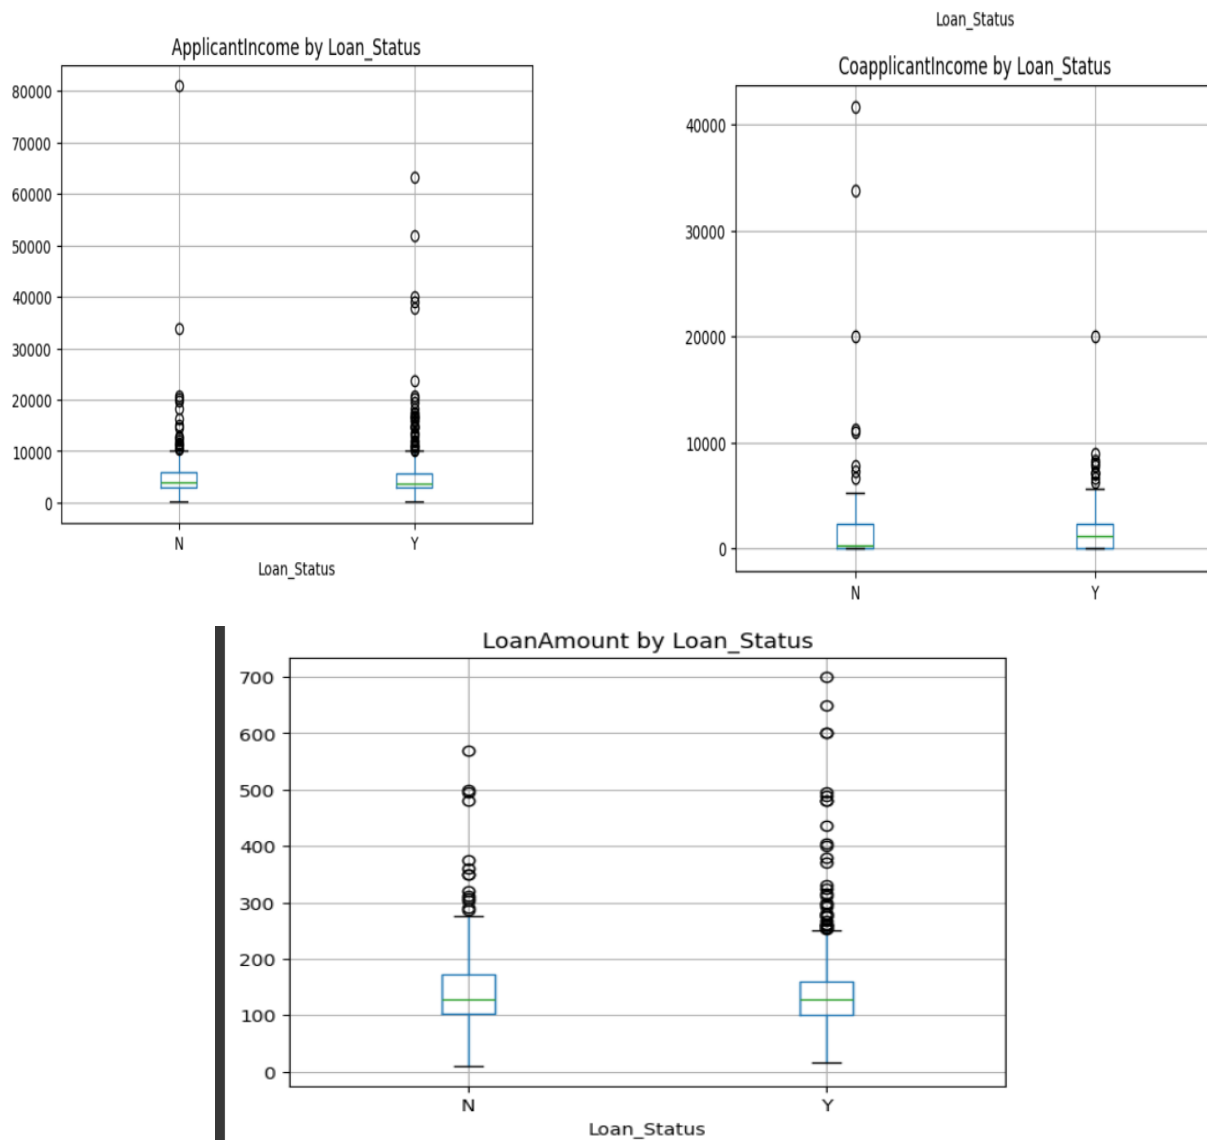 ApplicantIncome by Loan_Status
80000
70000
60000
50000
40000
30000
20000
10000
0
N Y
Loan_Status
Loan_Status
CoapplicantIncome by Loan_Status
40000
30000
20000
10000
0
N Y
LoanAmount by Loan_Status
700
600
500
400
300
200
100
0
N Y
Loan_Status